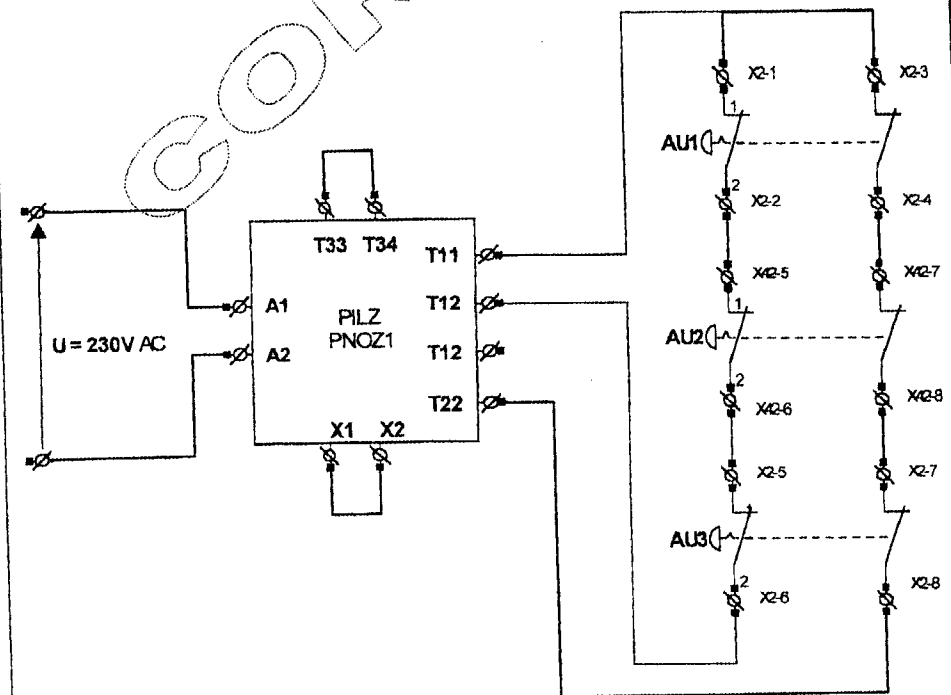 COR
X2-1
X2-3
1
AU1
2
X2-2
X2-4
T33 T34
T11
X42-5
X42-7
A1
T12
1
PILZ
PNOZ1
AU2
U = 230V AC
A2
T12
2
X42-6
X42-8
T22
X1 X2
X2-5
X2-7
1
AU3
2
X2-6
X2-8